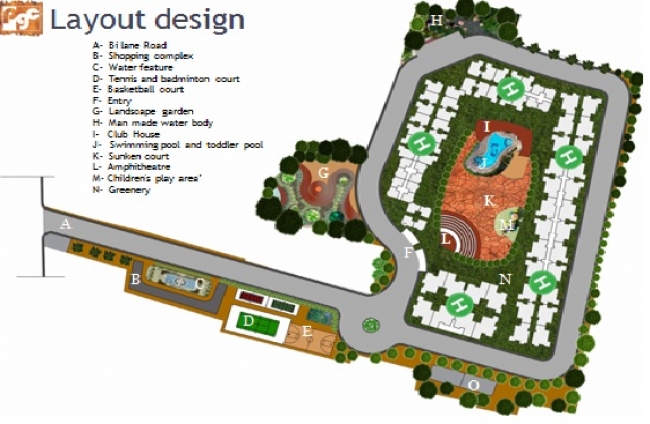 Layout design
A- Bi lane Road
B- Shopping complex
C- Water feature
D- Tennis and badminton court
E- Basketball court
F- Entry
G- Landscape garden
H- Man made water body
I- Club House
J- Swimming pool and toddler pool
K- Sunken court
L- Amphitheatre
M- Children's play area'
N- Greenery
H
H
I
H
H
J
G
K
M
A
L
F
N
B
C
H
H
D
E
O